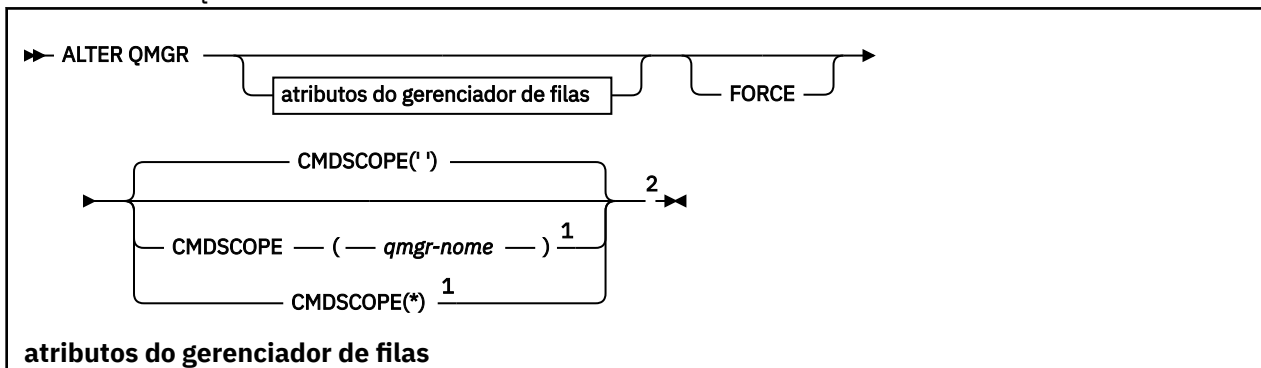 ALTER QMGR
atributos do gerenciador de filas
FORCE
CMDSCOPE(' ')
2
CMDSCOPE ( qmgr-nome ) 1
CMDSCOPE(*) 1
atributos do gerenciador de filas